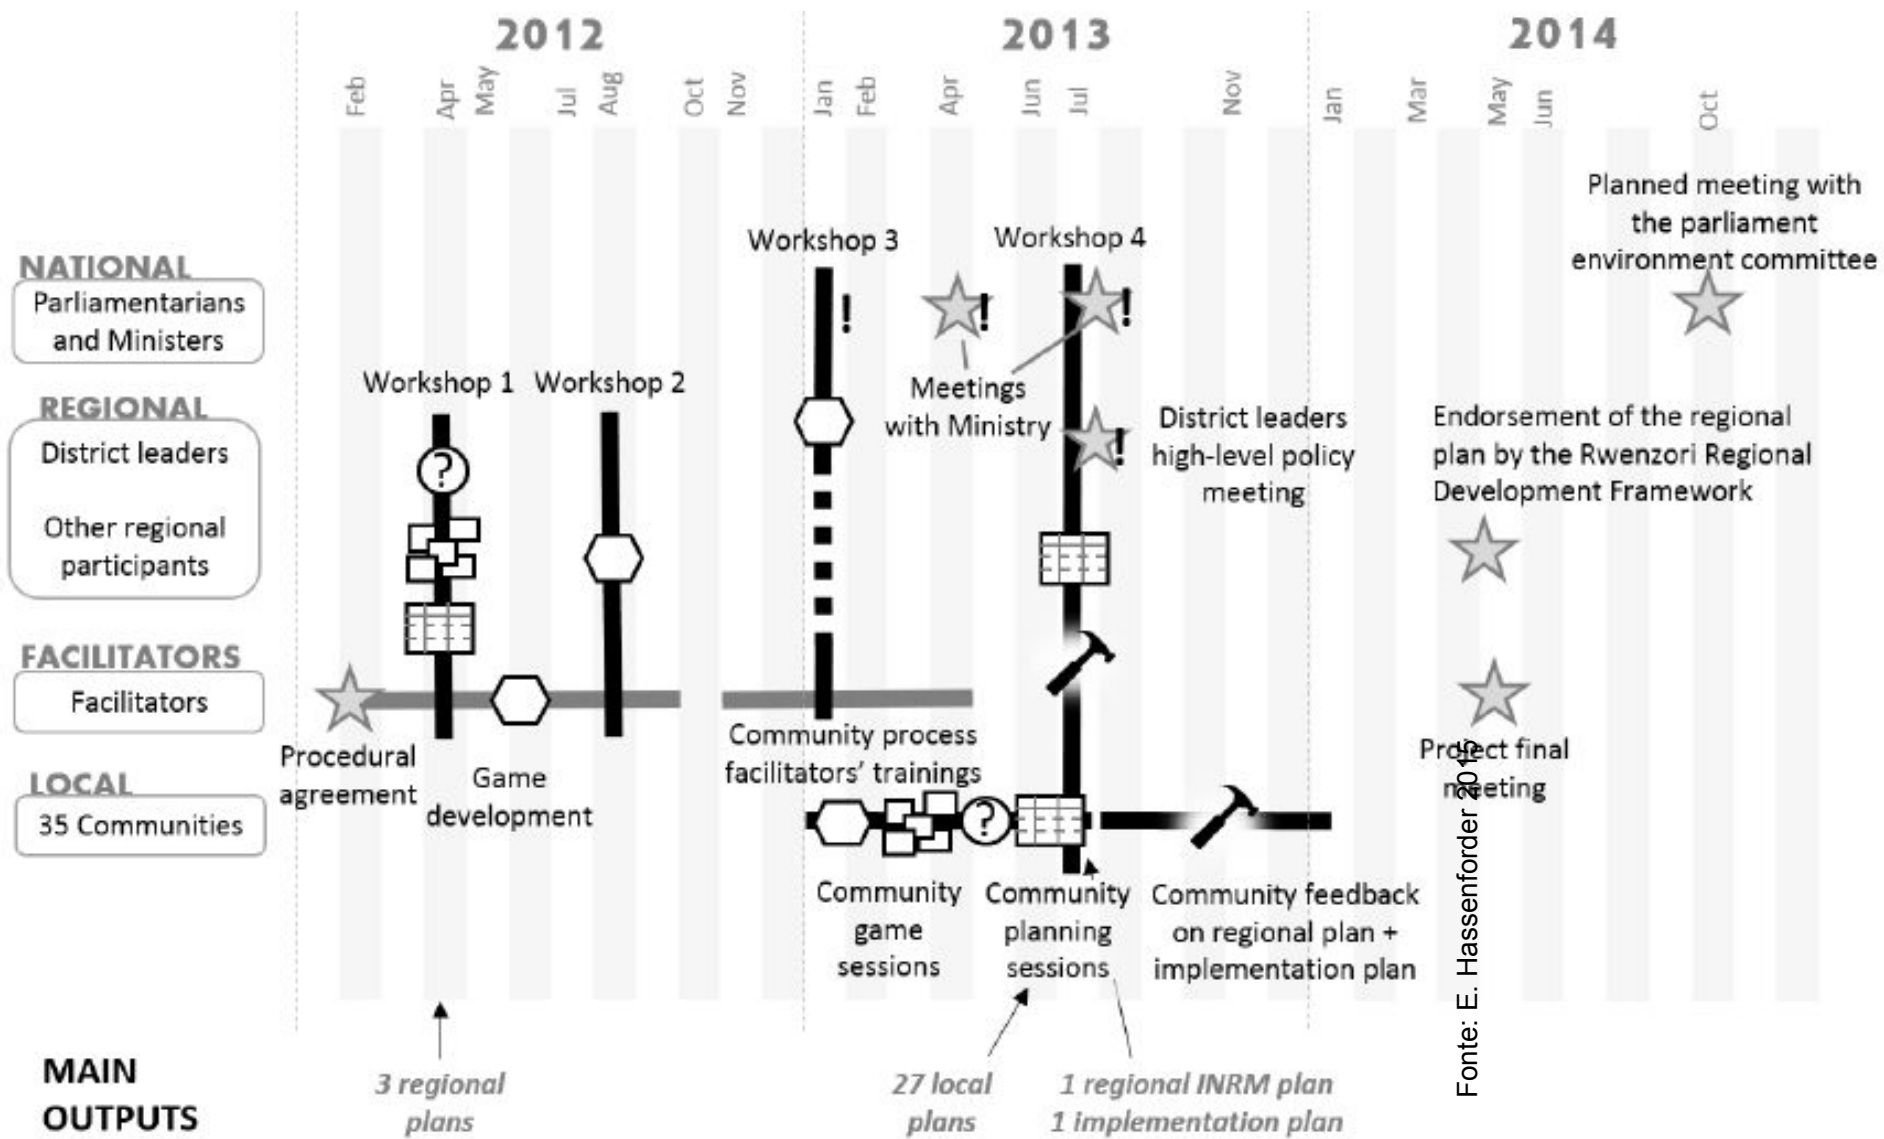 2012
2013
2014
Feb
Apr
May
Jul
Aug
Oct
Nov
Jan
Feb
Apr
Jun
Jul
Nov
Jan
Mar
May
Jun
Oct
Planned meeting with
the parliament
environment committee
Workshop 3
Workshop 4
NATIONAL
Parliamentarians
and Ministers
!
!
!
Workshop 1
Workshop 2
Meetings
with Ministry
REGIONAL
District leaders
Other regional
participants
?
!
District leaders
high-level policy
meeting
Endorsement of the regional
plan by the Rwenzori Regional
Development Framework
FACILITATORS
Facilitators
Procedural
agreement
Game
development
Community process
facilitators' trainings
Project final
meeting
LOCAL
35 Communities
?
Community
game
sessions
Community
planning
sessions
Community feedback
on regional plan +
implementation plan
Fonte: E. Hassenforder 2015
MAIN
OUTPUTS
3 regional
plans
27 local
plans
1 regional INRM plan
1 implementation plan